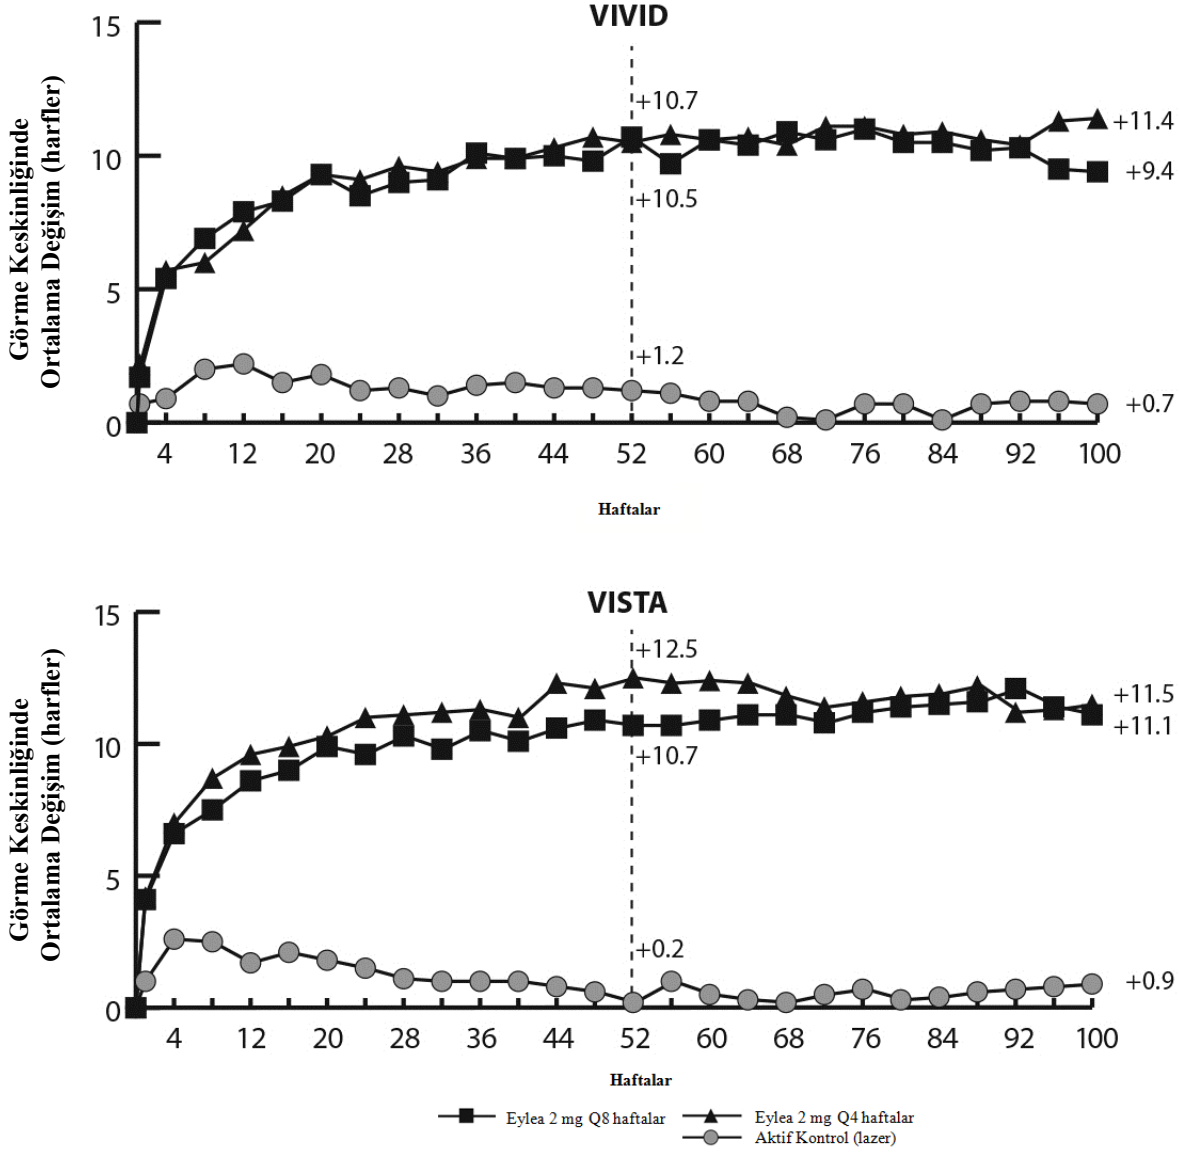 VIVID
15
10
5
0
Görme Keskinliğinde
Ortalama Değişim (harfler)
+10.7
+10.5
+1.2
+11.4
+9.4
+0.7
4 12 20 28 36 44 52 60 68 76 84 92 100
Haftalar
VISTA
15
10
5
0
Görme Keskinliğinde
Ortalama Değişim (harfler)
+12.5
+10.7
+0.2
+11.5
+11.1
+0.9
4 12 20 28 36 44 52 60 68 76 84 92 100
Haftalar
Eylea 2 mg Q8 haftalar
Eylea 2 mg Q4 haftalar
Aktif Kontrol (lazer)